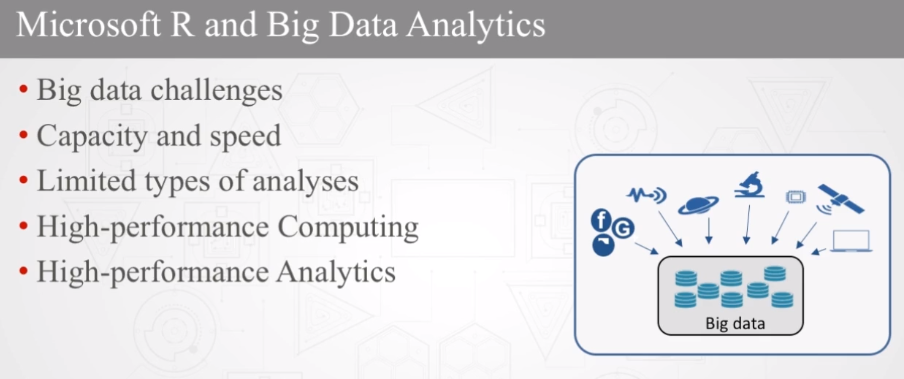 Microsoft R and Big Data Analytics
• Big data challenges
• Capacity and speed
• Limited types of analyses
• High-performance Computing
• High-performance Analytics
f
G
Big data